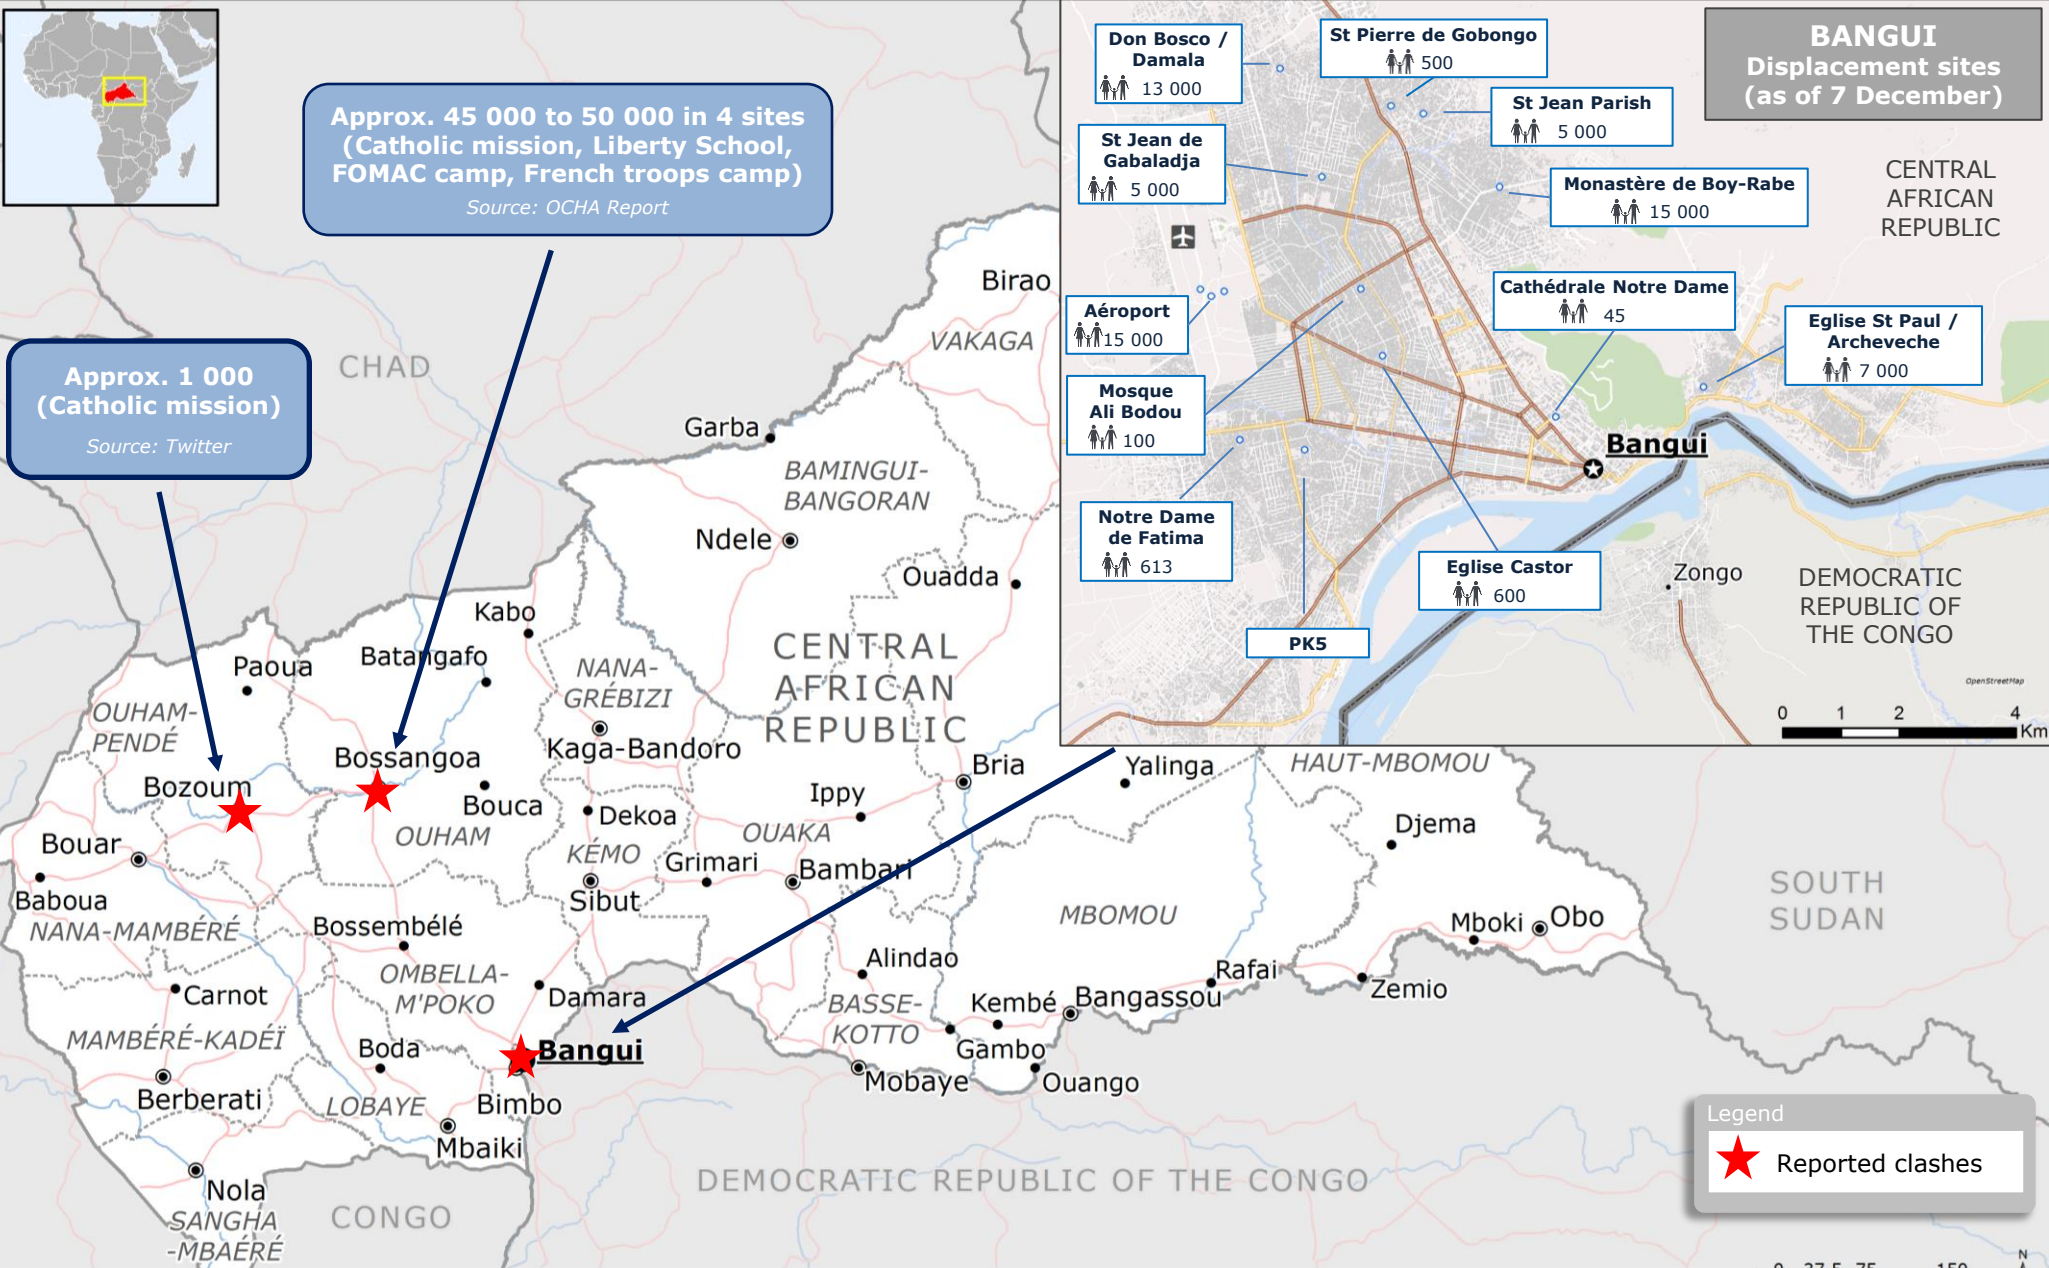 Approx. 45 000 to 50 000 in 4 sites
(Catholic mission, Liberty School,
FOMAC camp, French troops camp)
Source: OCHA Report
Approx. 1 000
(Catholic mission)
Source: Twitter
BANGUI
Displacement sites
(as of 7 December)
Don Bosco /
Damala
13 000
St Pierre de Gobongo
500
St Jean Parish
5 000
St Jean de
Gabaladja
5 000
Monastère de Boy-Rabe
15 000
CENTRAL
AFRICAN
REPUBLIC
Aéroport
15 000
Cathédrale Notre Dame
45
Eglise St Paul /
Archeveche
7 000
Mosque
Ali Bodou
100
Bangui
Notre Dame
de Fatima
613
Eglise Castor
600
PK5
Zongo
DEMOCRATIC
REPUBLIC OF
THE CONGO
OpenStreetMap
0 1 2 4
Km
CHAD
Birao
VAKAGA
Garba
BAMINGUI-
BANGORAN
Ndele
Ouadda
Kabo
Batangafo
Paoua
NANA-
GRÉBIZI
CENTRAL
AFRICAN
REPUBLIC
OUHAM-
PENDÉ
Bossangoa
Kaga-Bandoro
Bria
Yalinga
HAUT-MBOMOU
Bozoum
Bouca
Dekoa
Ippy
Djema
OUHAM
OUAKA
Bouar
KÉMO
Grimari
Bambari
SOUTH
SUDAN
Baboua
Sibut
MBOMOU
Mboki
Obo
NANA-MAMBÉRÉ
Bossembélé
Alindao
Rafai
Zemio
OMBELLA-
M'POKO
Carnot
Damara
BASSE-
KOTTO
Kembé
Bangassou
MAMBÉRÉ-KADÉÏ
Boda
Bangui
Gambo
Mobaye
Ouango
Berberati
LOBAYE
Bimbo
Mbaiki
Legend
Reported clashes
Nola
SANGHA
-MBAÉRÉ
CONGO
DEMOCRATIC REPUBLIC OF THE CONGO
N
0 37.5 75 150